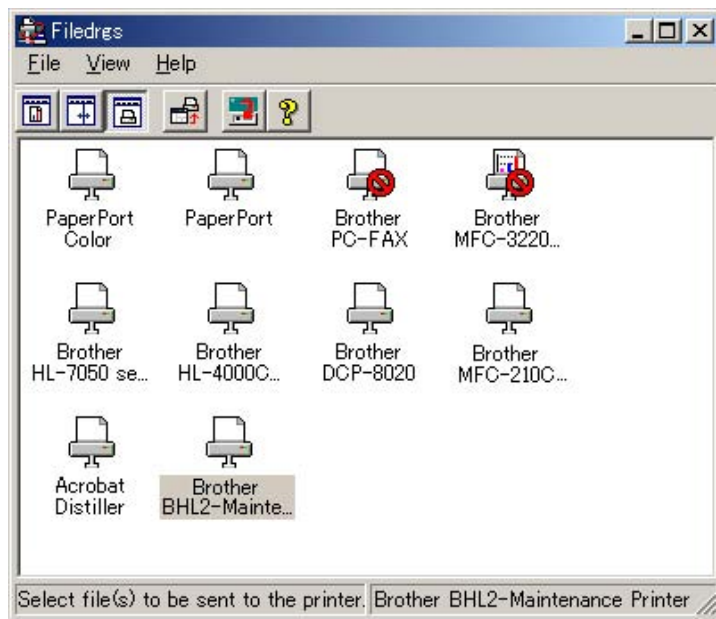 Filedrgs
File View Help
PaperPort Color
PaperPort
Brother PC-FAX
Brother MFC-3220...
Brother HL-7050 se...
Brother HL-4000C...
Brother DCP-8020
Brother MFC-210C...
Acrobat Distiller
Brother BHL2-Mainte...
Select file(s) to be sent to the printer. Brother BHL2-Maintenance Printer